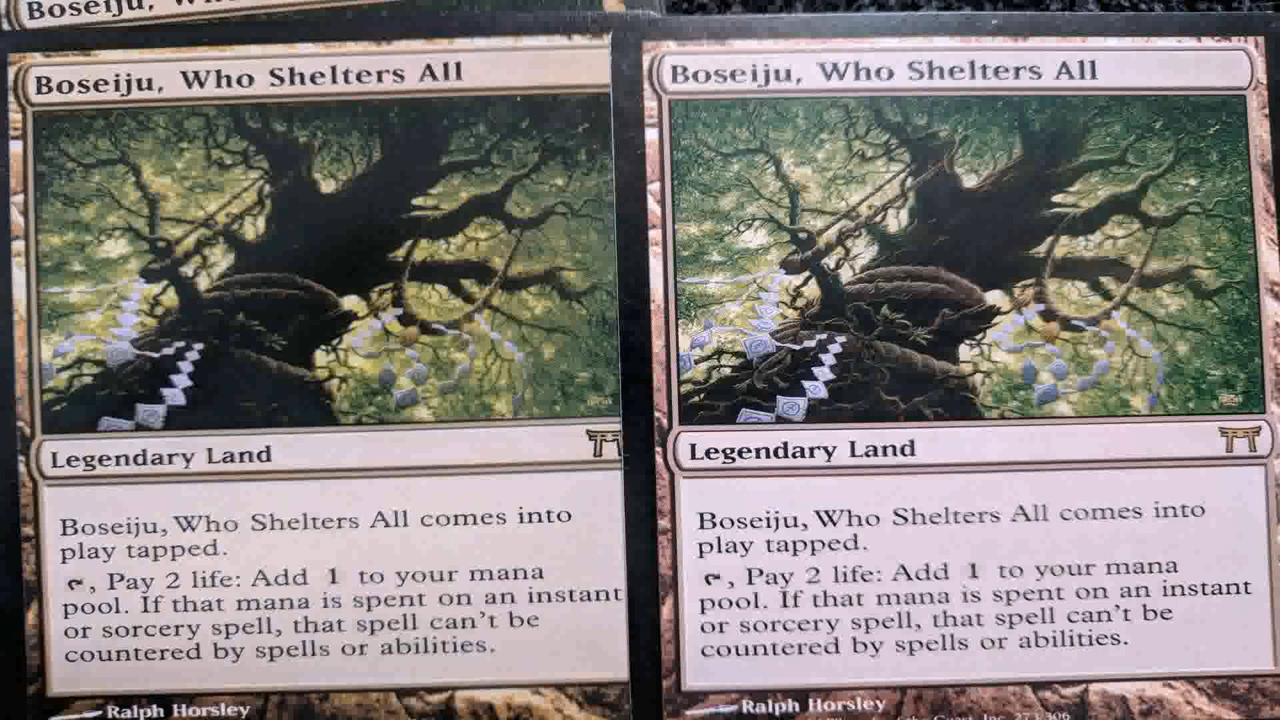 Boseiju,
Boseiju, Who Shelters All
Legendary Land
Boseiju, Who Shelters All comes into
play tapped.
, Pay 2 life: Add 1 to your mana
pool. If that mana is spent on an instant
or sorcery spell, that spell can't be
countered by spells or abilities.
Ralph Horsley
Boseiju, Who Shelters All
Legendary Land
Boseiju, Who Shelters All comes into
play tapped.
, Pay 2 life: Add 1 to your mana
pool. If that mana is spent on an instant
or sorcery spell, that spell can't be
countered by spells or abilities.
Ralph Horsley
Inc. 273/306